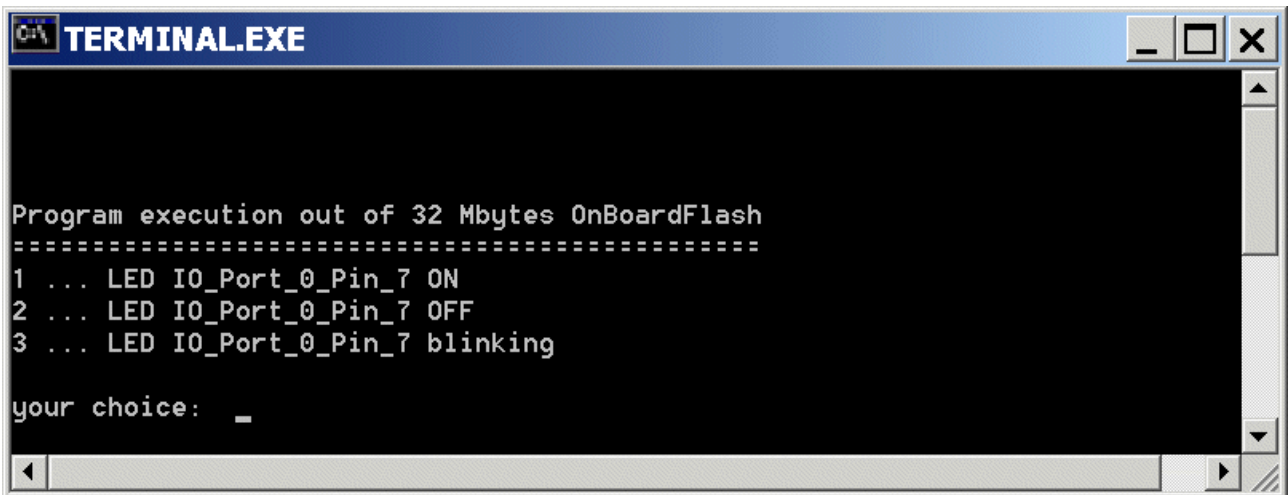 TERMINAL.EXE
Program execution out of 32 Mbytes OnBoardFlash
===============================================
1 ... LED IO_Port_0_Pin_7 ON
2 ... LED IO_Port_0_Pin_7 OFF
3 ... LED IO_Port_0_Pin_7 blinking
your choice: _